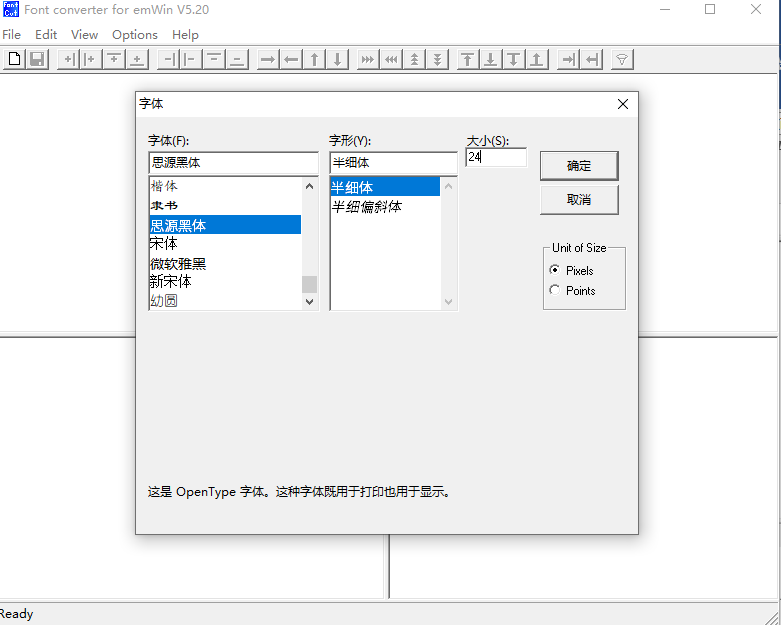 Font Cvt Font converter for emWin V5.20
File Edit View Options Help
字体
字体(F):
思源黑体
楷体
隶书
思源黑体
宋体
微软雅黑
新宋体
幼圆
字形(Y):
半细体
半细体
半细偏斜体
大小(S):
24
确定
取消
Unit of Size
Pixels
Points
这是 OpenType 字体。这种字体既用于打印也用于显示。
Ready